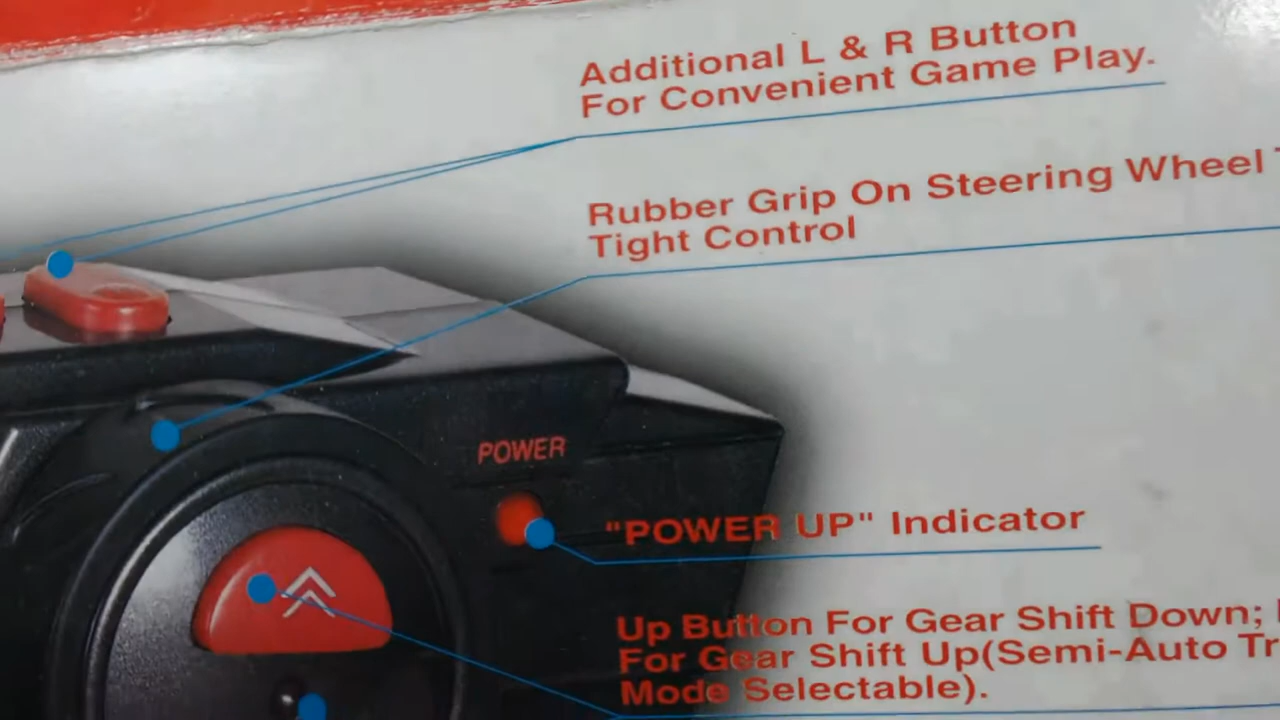 Additional L & R Button
For Convenient Game Play.
Rubber Grip On Steering Wheel
Tight Control
POWER
"POWER UP" Indicator
Up Button For Gear Shift Down;
For Gear Shift Up(Semi-Auto
Mode Selectable).